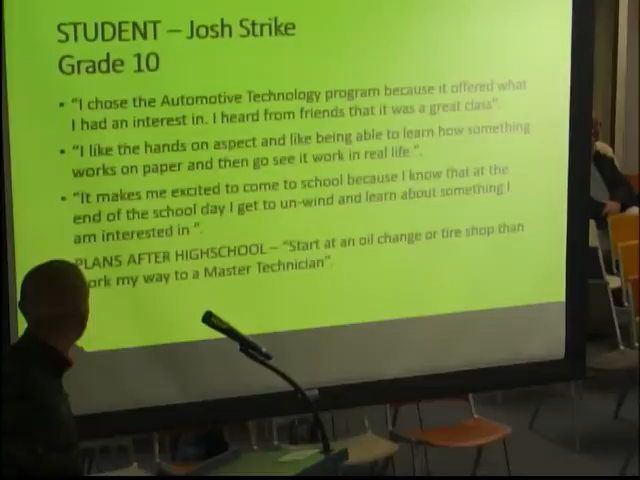 STUDENT – Josh Strike
Grade 10
• “I chose the Automotive Technology program because it offered what
I had an interest in. I heard from friends that it was a great class”.
• “I like the hands on aspect and like being able to learn how something
works on paper and then go see it work in real life ”.
• “It makes me excited to come to school because I know that at the
end of the school day I get to un-wind and learn about something I
am interested in ”.
PLANS AFTER HIGHSCHOOL – “Start at an oil change or tire shop than
ork my way to a Master Technician”.